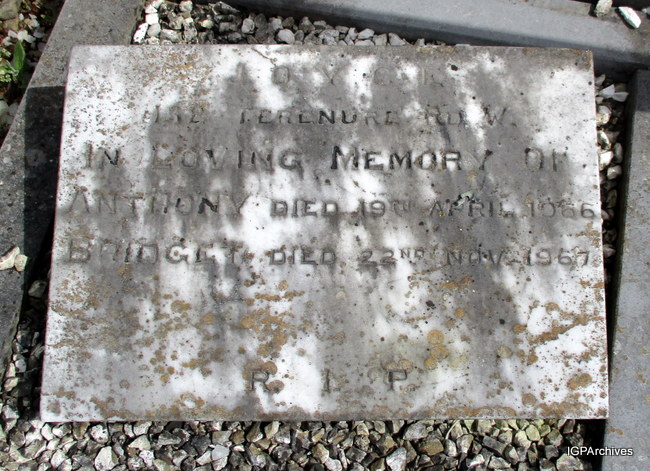 TERENURE RD. W.
IN LOVING MEMORY OF
ANTHONY DIED 19TH APRIL 1966
BRIDGET DIED 22ND NOV. 1967
R. I. P.
IGPArchives